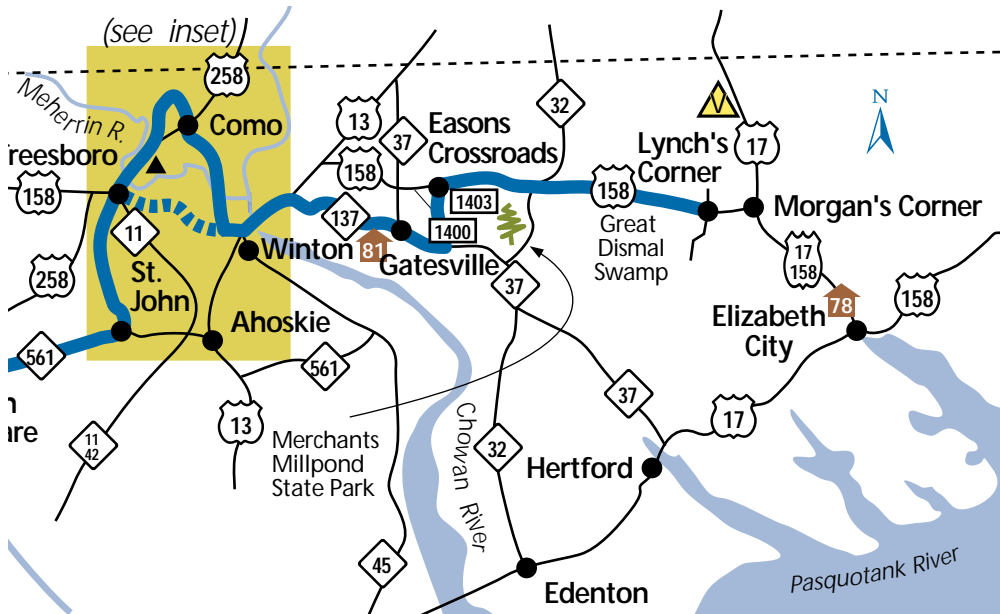 (see inset)
258
Meherrin R.
Como
reesboro
158
11
St.
John
258
561
Winton
Ahoskie
13
158
37
137
81
Gatesville
Easons
Crossroads
1403
1400
32
158
Great
Dismal
Swamp
V
Lynch's
Corner
17
N
Morgan's Corner
17
158
78
158
Elizabeth
City
37
37
17
Hertford
32
Edenton
Chowan River
Pasquotank River
Merchants
Millpond
State Park
561
13
45
11
42
are